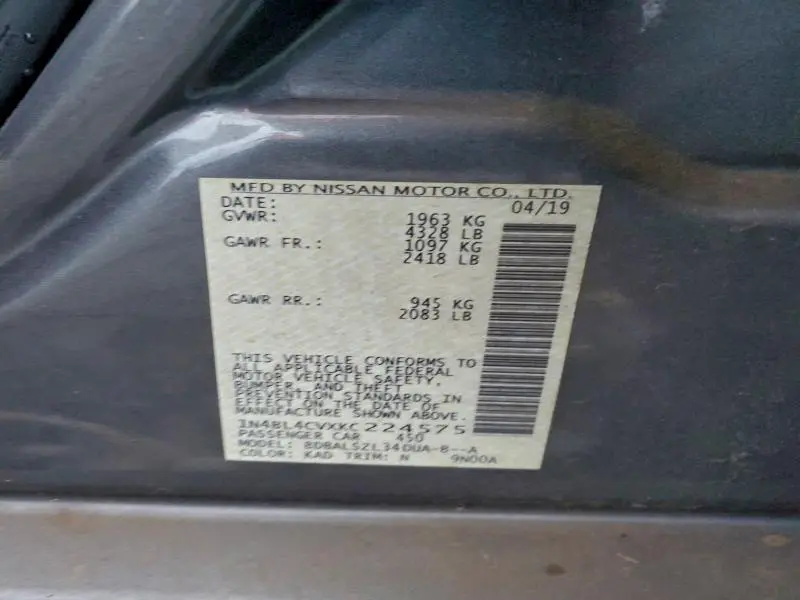 MFD BY NISSAN MOTOR CO., LTD.
DATE: 04/19
GVWR: 1963 KG
4328 LB
GAWR FR.: 1097 KG
2418 LB
GAWR RR.: 945 KG
2083 LB
THIS VEHICLE CONFORMS TO
ALL APPLICABLE FEDERAL
MOTOR VEHICLE SAFETY,
BUMPER, AND THEFT
PREVENTION STANDARDS IN
EFFECT ON THE DATE OF
MANUFACTURE SHOWN ABOVE.
1N4BL4CVXKC224575
PASSENGER CAR 450
MODEL: BDBALSZL34DUA-B--A
COLOR: KAD TRIM: N 9N00A